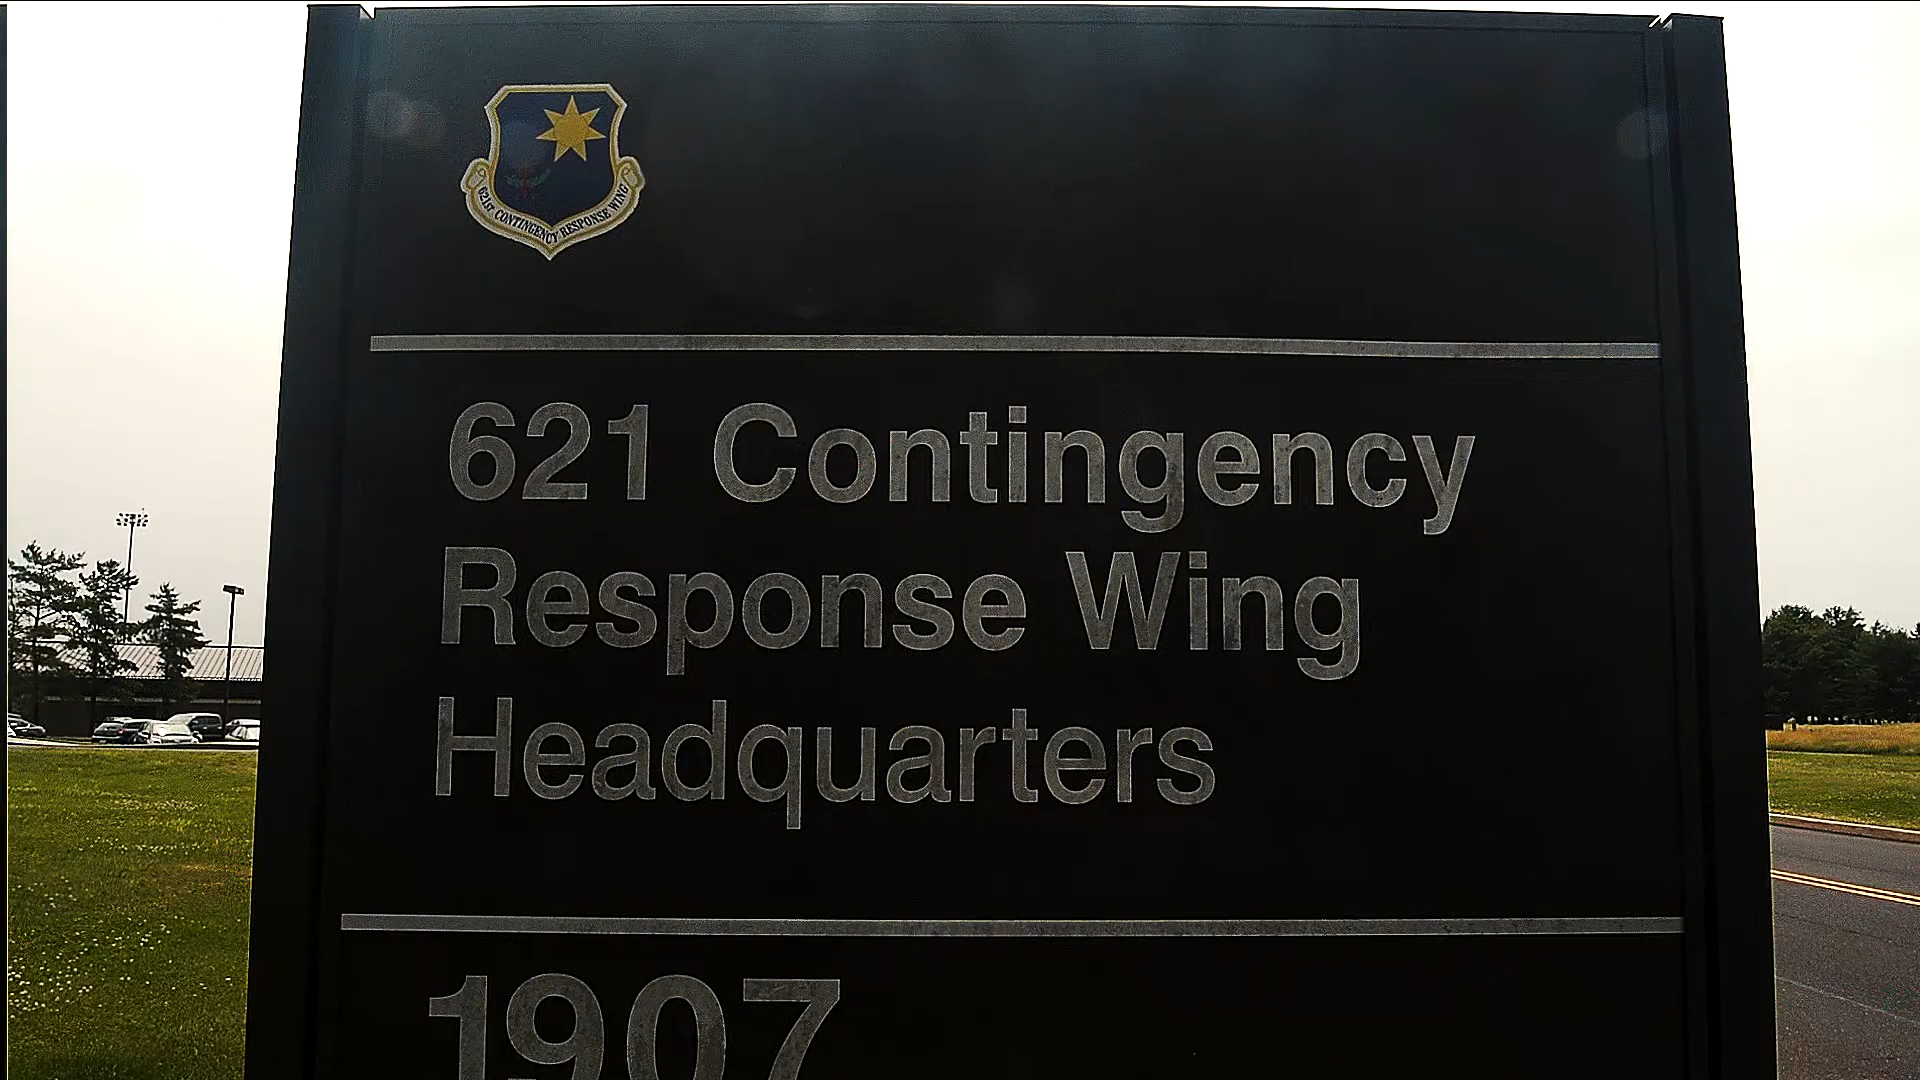 621ST CONTINGENCY RESPONSE WING
621 Contingency
Response Wing
Headquarters
1907